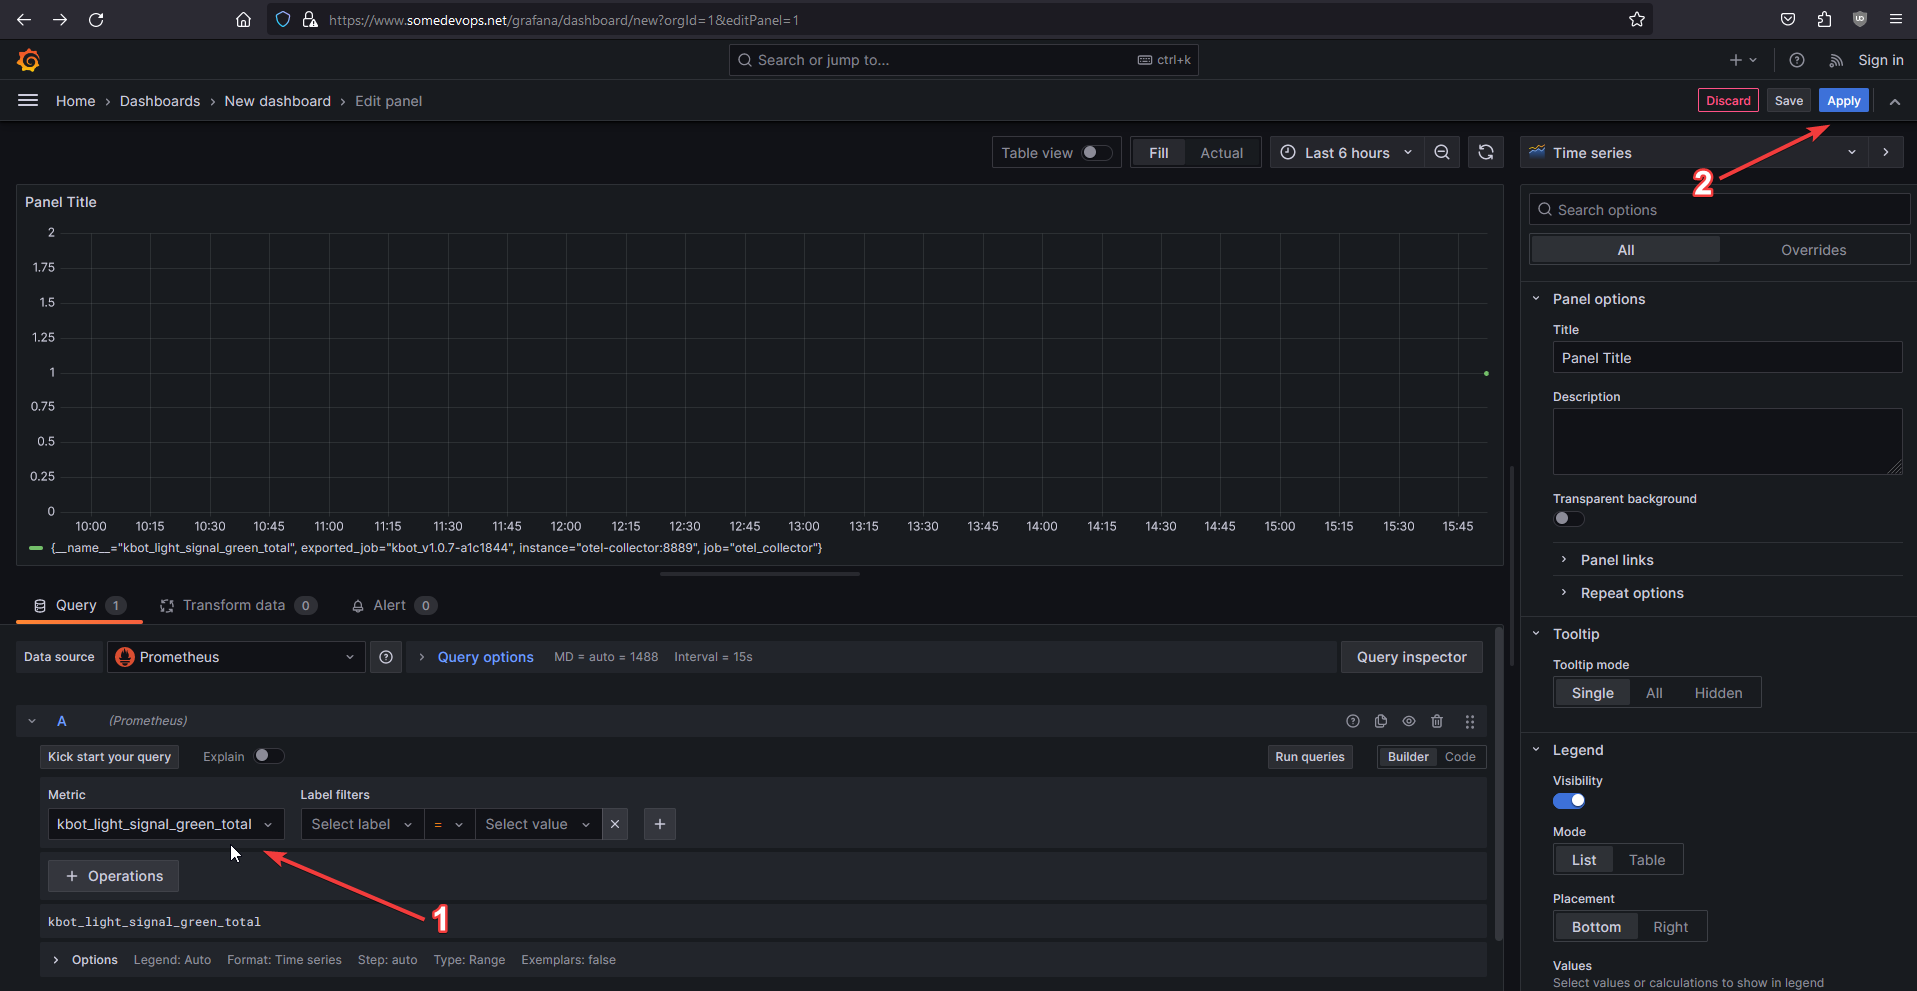 https://www.somedevops.net/grafana/dashboard/new?orgId=1&editPanel=1
Search or jump to... ctrl+k
Sign in
Home › Dashboards › New dashboard › Edit panel
Discard Save Apply
Table view Fill Actual Last 6 hours
Time series
2
Panel Title
2
1.75
1.5
1.25
1
0.75
0.5
0.25
0
10:00 10:15 10:30 10:45 11:00 11:15 11:30 11:45 12:00 12:15 12:30 12:45 13:00 13:15 13:30 13:45 14:00 14:15 14:30 14:45 15:00 15:15 15:30 15:45
{__name__="kbot_light_signal_green_total", exported_job="kbot_v1.0.7-a1c1844", instance="otel-collector:8889", job="otel_collector"}
Query 1 Transform data 0 Alert 0
Data source Prometheus Query options MD = auto = 1488 Interval = 15s Query inspector
A (Prometheus)
Kick start your query Explain Run queries Builder Code
Metric Label filters
kbot_light_signal_green_total Select label = Select value
+ Operations
1
kbot_light_signal_green_total
Options Legend: Auto Format: Time series Step: auto Type: Range Exemplars: false
Search options
All Overrides
Panel options
Title
Panel Title
Description
Transparent background
Panel links
Repeat options
Tooltip
Tooltip mode
Single All Hidden
Legend
Visibility
Mode
List Table
Placement
Bottom Right
Values
Select values or calculations to show in legend